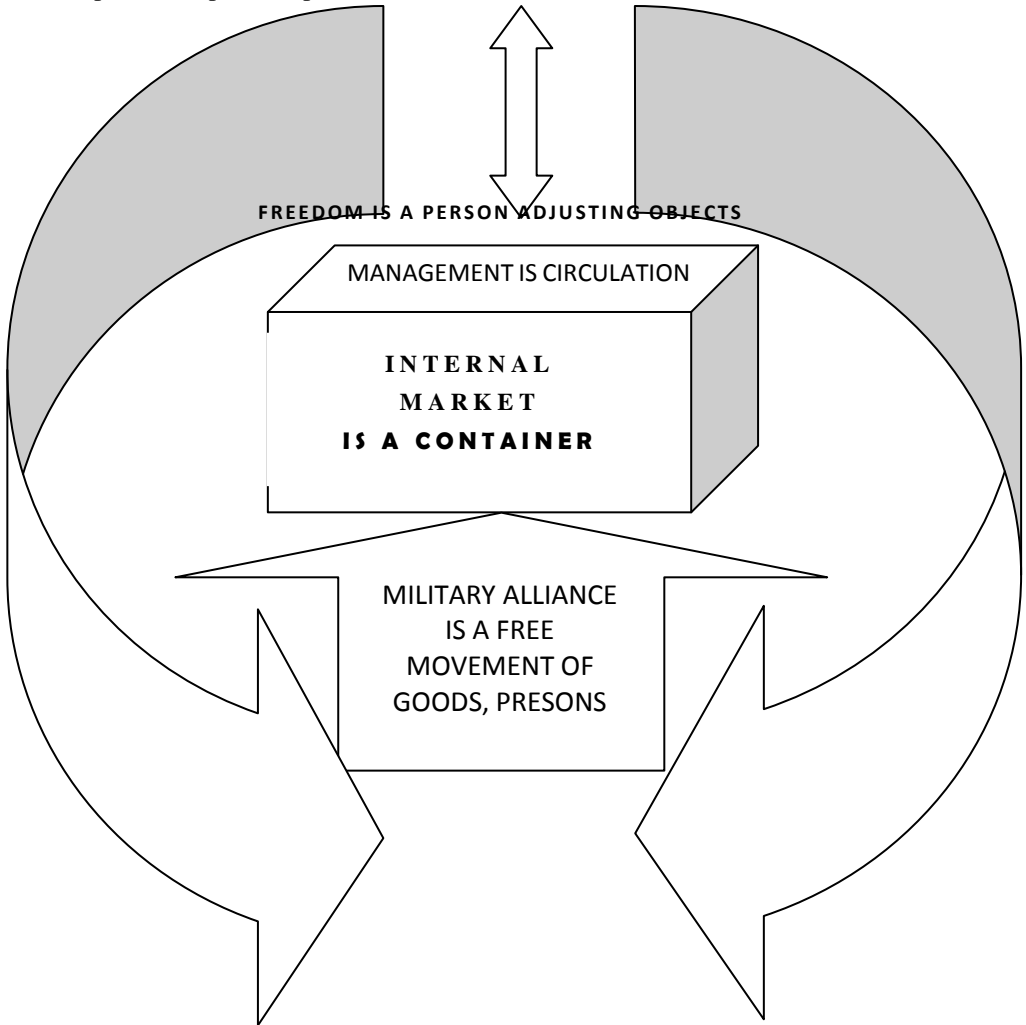 FREEDOM IS A PERSON ADJUSTING OBJECTS
MANAGEMENT IS CIRCULATION
INTERNAL
MARKET
IS A CONTAINER
MILITARY ALLIANCE
IS A FREE
MOVEMENT OF
GOODS, PRESONS